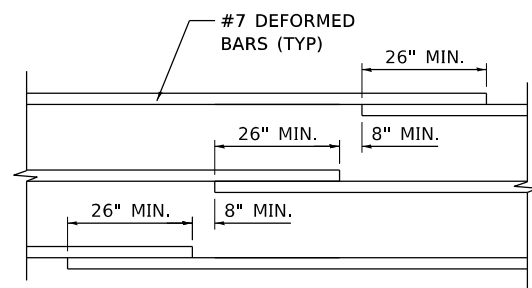 #7 DEFORMED
BARS (TYP)
26" MIN.
26" MIN.
8" MIN.
26" MIN.
8" MIN.